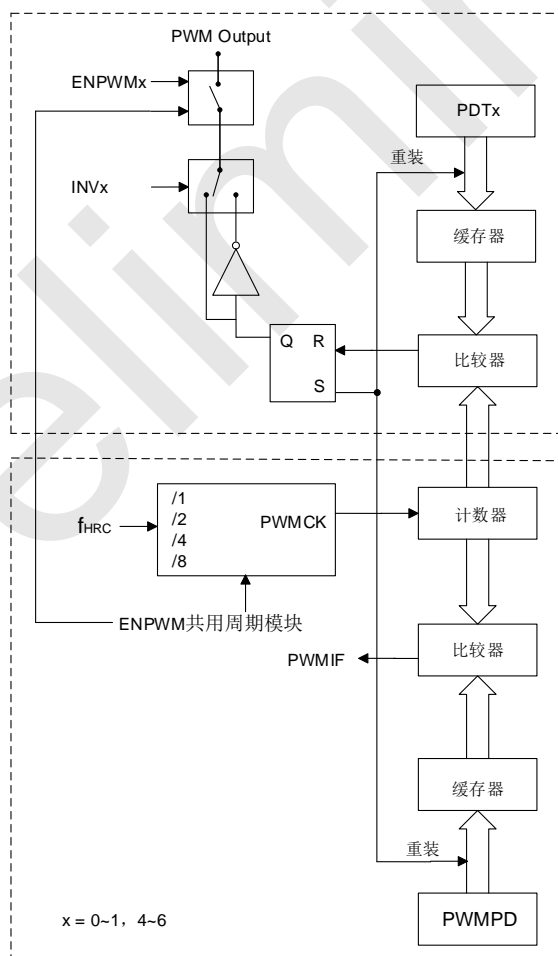 PWM Output
ENPWMx
PDTx
重装
INVx
缓存器
Q R
S
比较器
/1
/2
/4
/8
fHRC
PWMCK
计数器
ENPWM共用周期模块
比较器
PWMIF
缓存器
重装
PWMPD
x = 0~1，4~6